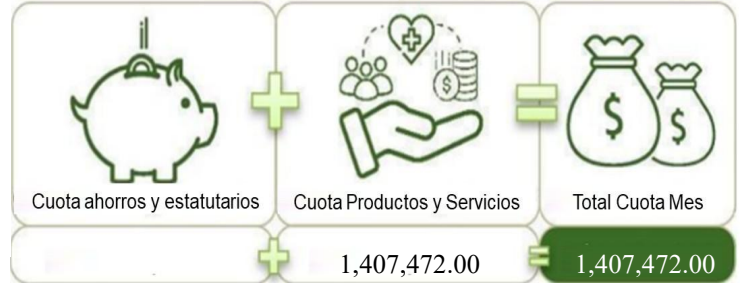 Cuota ahorros y estatutarios
Cuota Productos y Servicios
Total Cuota Mes
1,407,472.00
1,407,472.00